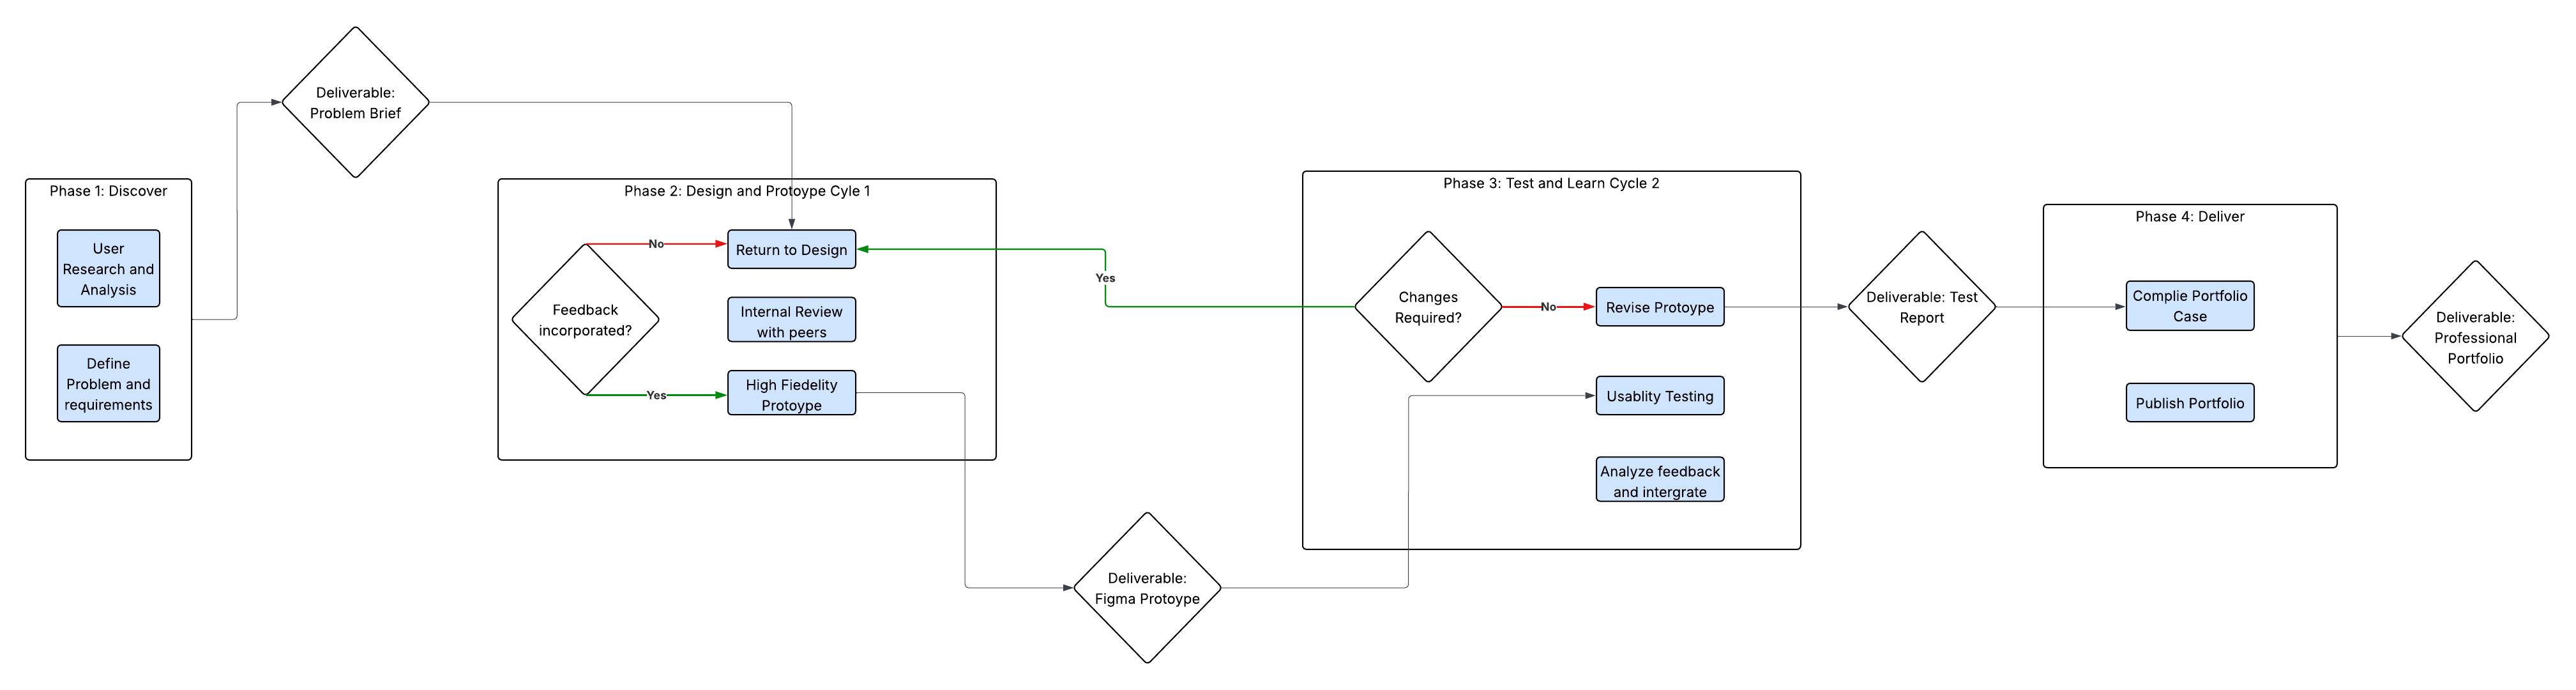 Deliverable:
Problem Brief
Phase 1: Discover
User
Research and
Analysis
Define
Problem and
requirements
Phase 2: Design and Protoype Cyle 1
Feedback
incorporated?
No
Yes
Return to Design
Internal Review
with peers
High Fiedelity
Protoype
Yes
Deliverable:
Figma Protoype
Phase 3: Test and Learn Cycle 2
Changes
Required?
No
Revise Protoype
Usablity Testing
Analyze feedback
and intergrate
Deliverable: Test
Report
Phase 4: Deliver
Complie Portfolio
Case
Publish Portfolio
Deliverable:
Professional
Portfolio